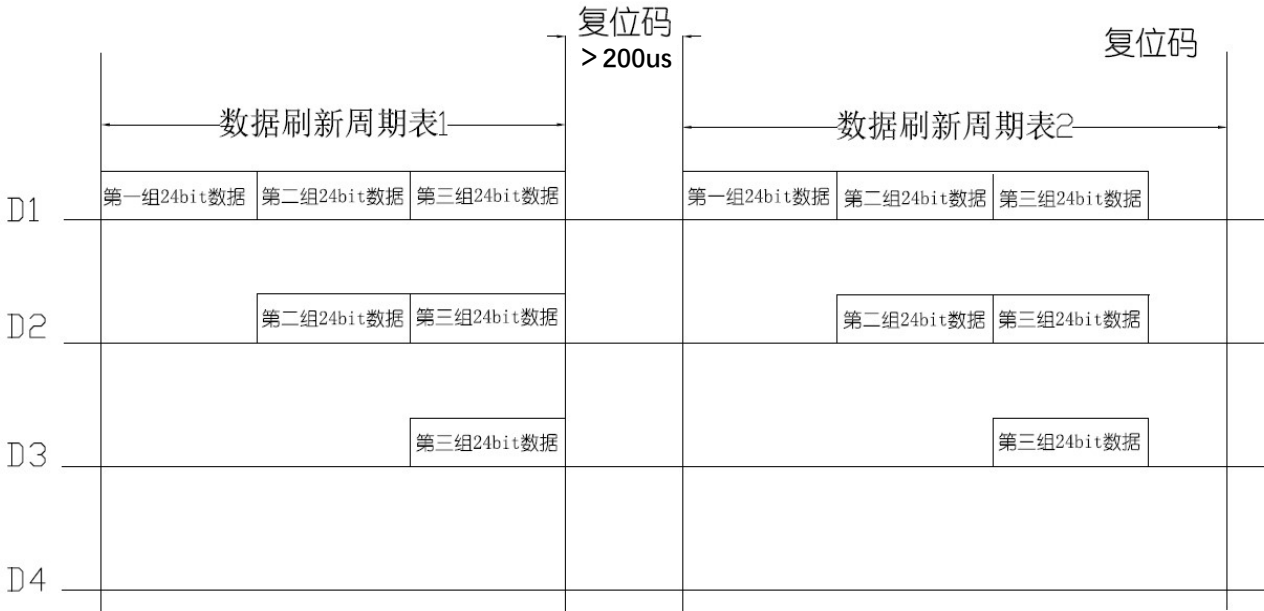 复位码
>200us
复位码
数据刷新周期表1
数据刷新周期表2
D1 第一组24bit数据 第二组24bit数据 第三组24bit数据 第一组24bit数据 第二组24bit数据 第三组24bit数据
D2 第二组24bit数据 第三组24bit数据 第二组24bit数据 第三组24bit数据
D3 第三组24bit数据 第三组24bit数据
D4